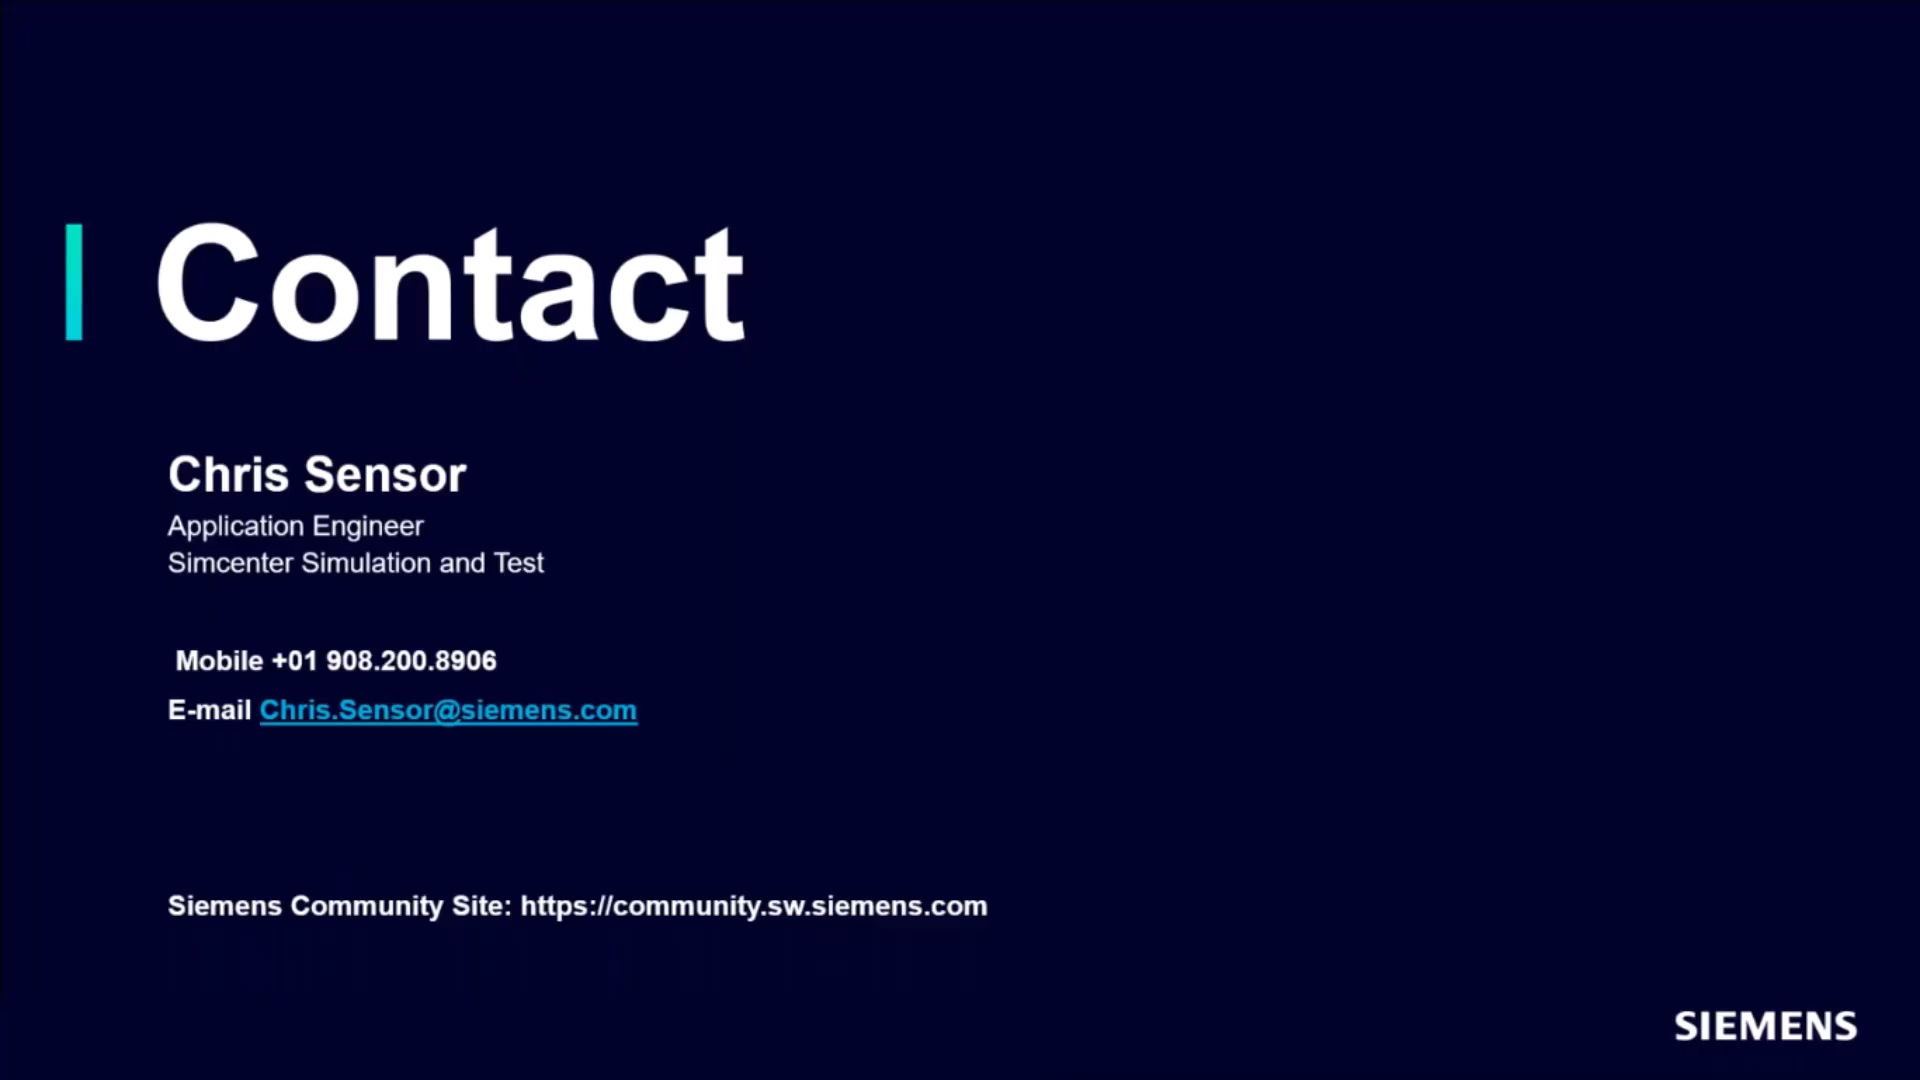 Contact
Chris Sensor
Application Engineer
Simcenter Simulation and Test
Mobile +01 908.200.8906
E-mail Chris.Sensor@siemens.com
Siemens Community Site: https://community.sw.siemens.com
SIEMENS